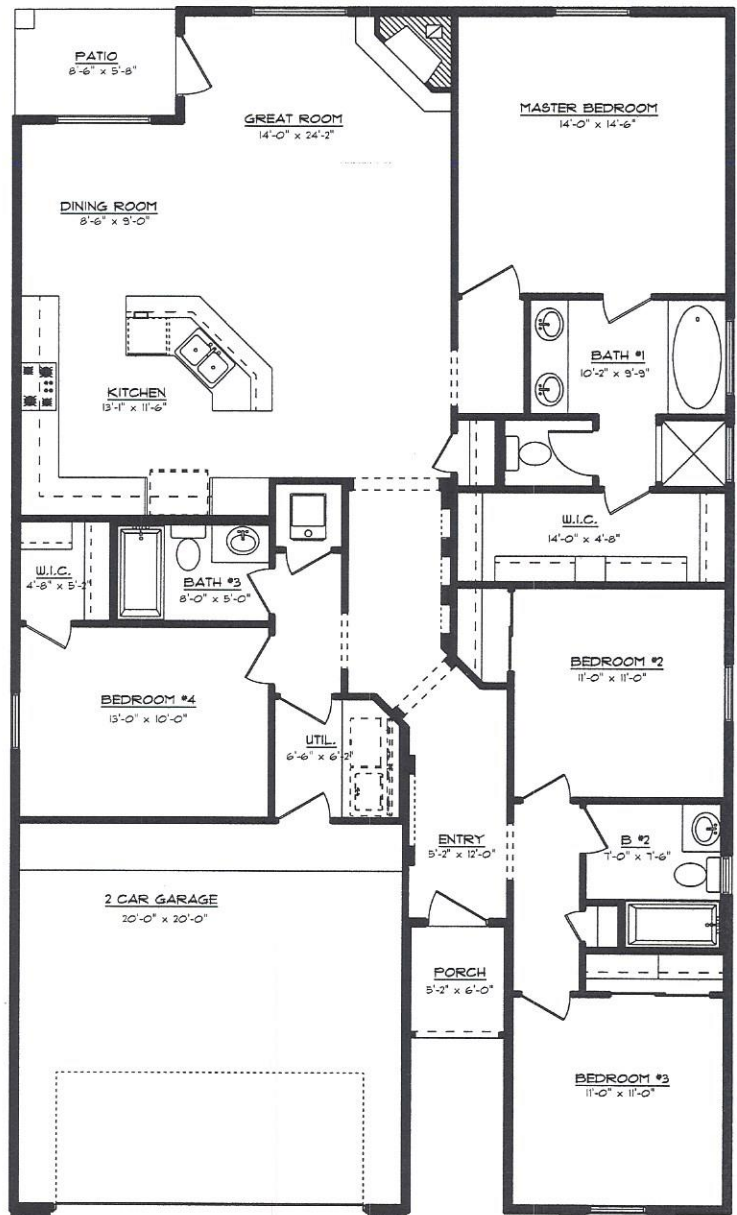 PATIO
8'-6" x 5'-8"
GREAT ROOM
14'-0" x 24'-2"
MASTER BEDROOM
14'-0" x 14'-6"
DINING ROOM
8'-6" x 9'-0"
BATH #1
10'-2" x 9'-9"
KITCHEN
13'-1" x 11'-6"
W.I.C.
14'-0" x 4'-8"
W.I.C.
4'-8" x 5'-2"
BATH #3
8'-0" x 5'-0"
BEDROOM #2
11'-0" x 11'-0"
BEDROOM #4
13'-0" x 10'-0"
UTIL.
6'-6" x 6'-2"
ENTRY
5'-2" x 12'-0"
B #2
7'-0" x 7'-6"
2 CAR GARAGE
20'-0" x 20'-0"
PORCH
5'-2" x 6'-0"
BEDROOM #3
11'-0" x 11'-0"